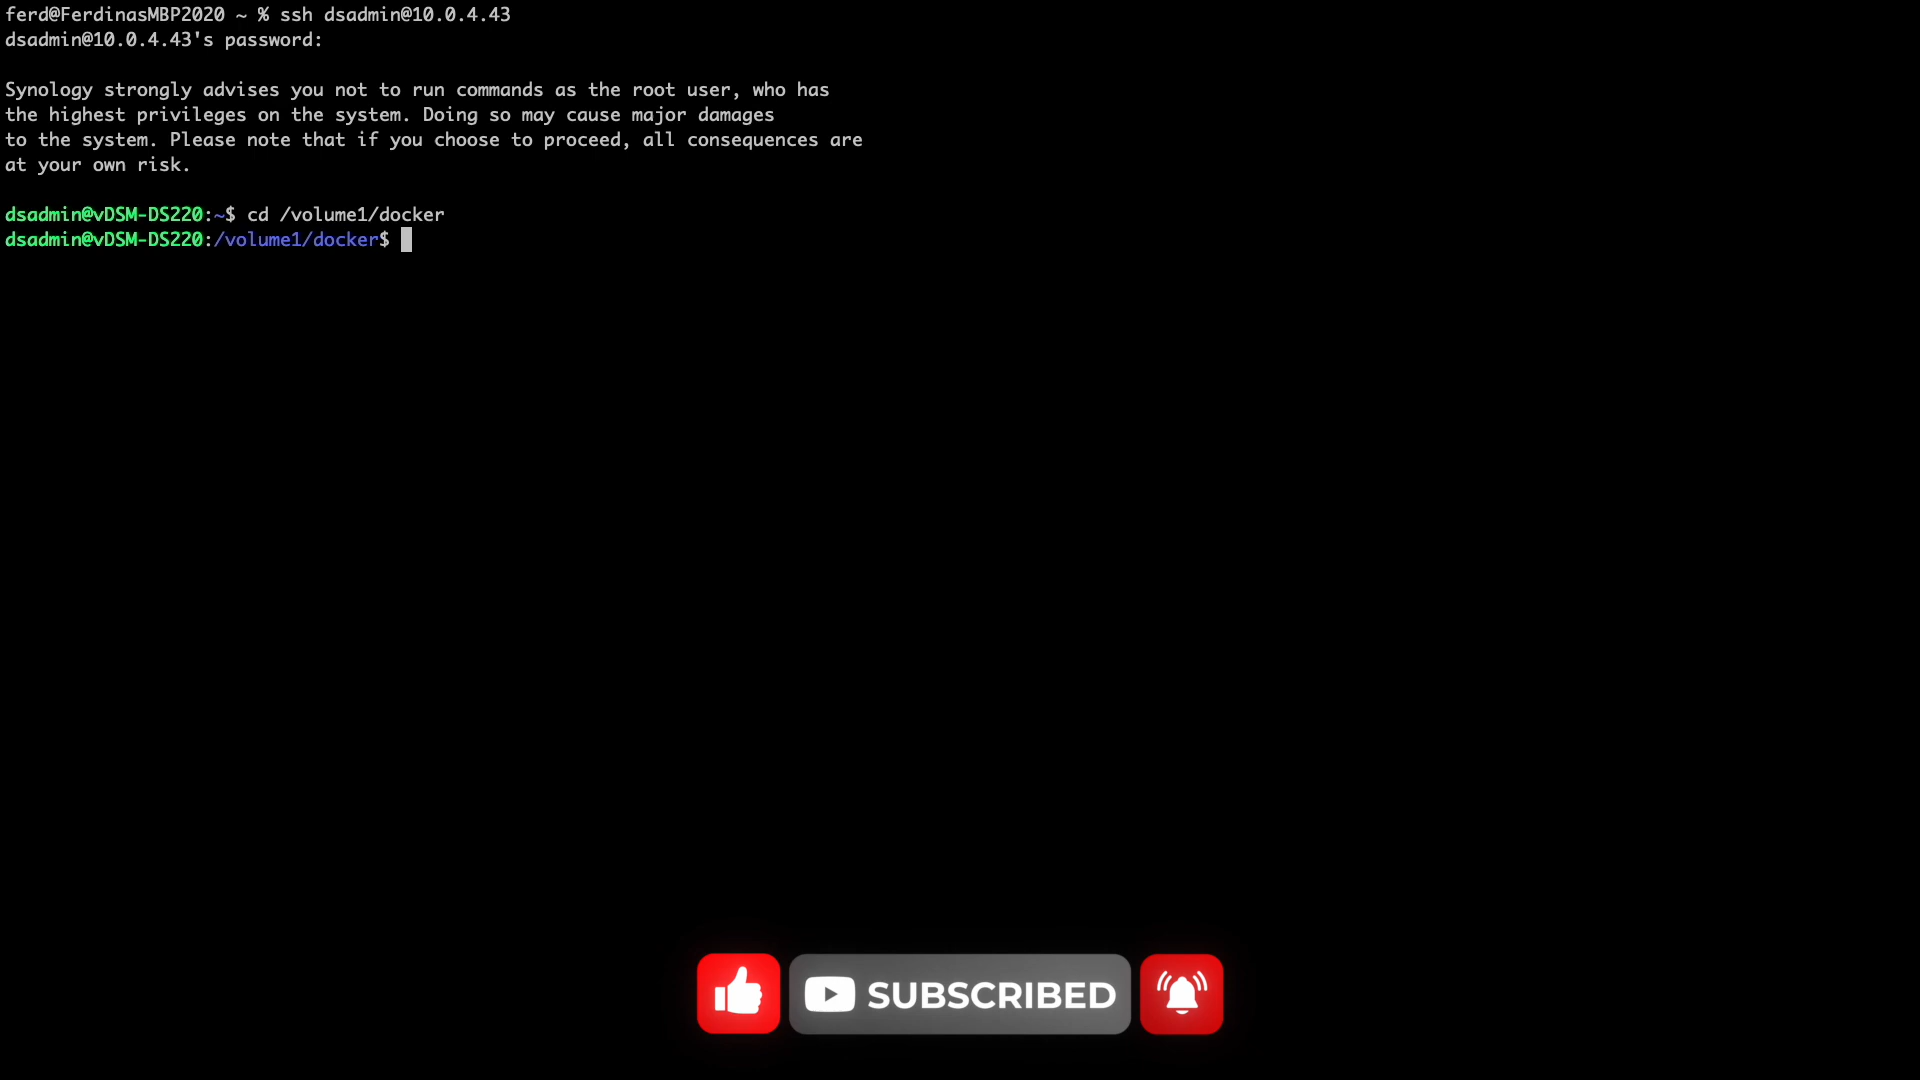 ferd@FerdinasMBP2020 ~ % ssh dsadmin@10.0.4.43
dsadmin@10.0.4.43's password:
Synology strongly advises you not to run commands as the root user, who has
the highest privileges on the system. Doing so may cause major damages
to the system. Please note that if you choose to proceed, all consequences are
at your own risk.
dsadmin@vDSM-DS220:~$ cd /volume1/docker
dsadmin@vDSM-DS220:/volume1/docker$
SUBSCRIBED